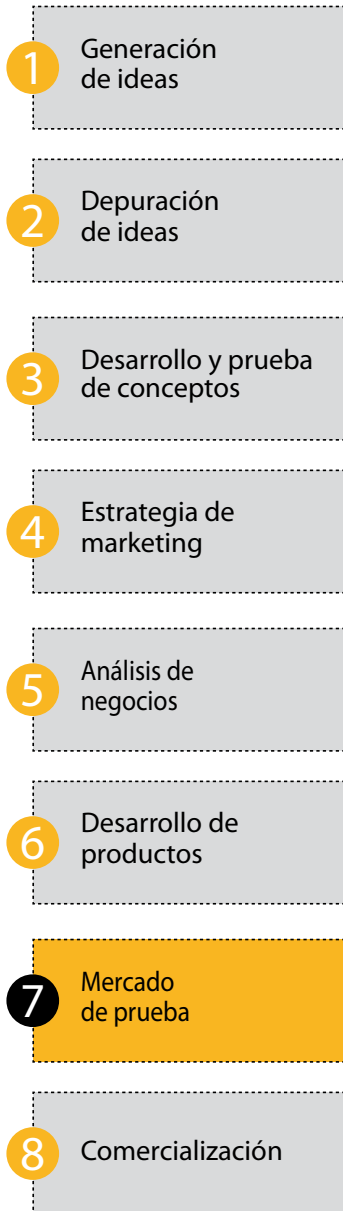 1
Generación
de ideas
2
Depuración
de ideas
3
Desarrollo y prueba
de conceptos
4
Estrategia de
marketing
5
Análisis de
negocios
6
Desarrollo de
productos
7
Mercado
de prueba
8
Comercialización